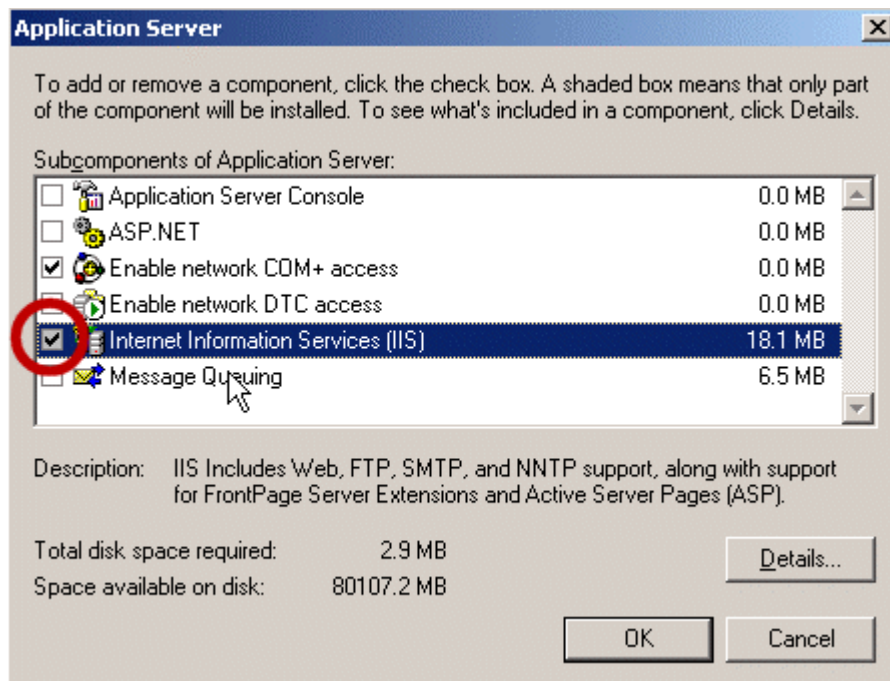 Application Server
To add or remove a component, click the check box. A shaded box means that only part
of the component will be installed. To see what's included in a component, click Details.
Subcomponents of Application Server:
Application Server Console 0.0 MB
ASP.NET 0.0 MB
Enable network COM+ access 0.0 MB
Enable network DTC access 0.0 MB
Internet Information Services (IIS) 18.1 MB
Message Queuing 6.5 MB
Description: IIS Includes Web, FTP, SMTP, and NNTP support, along with support
for FrontPage Server Extensions and Active Server Pages (ASP).
Total disk space required: 2.9 MB
Space available on disk: 80107.2 MB
Details...
OK Cancel